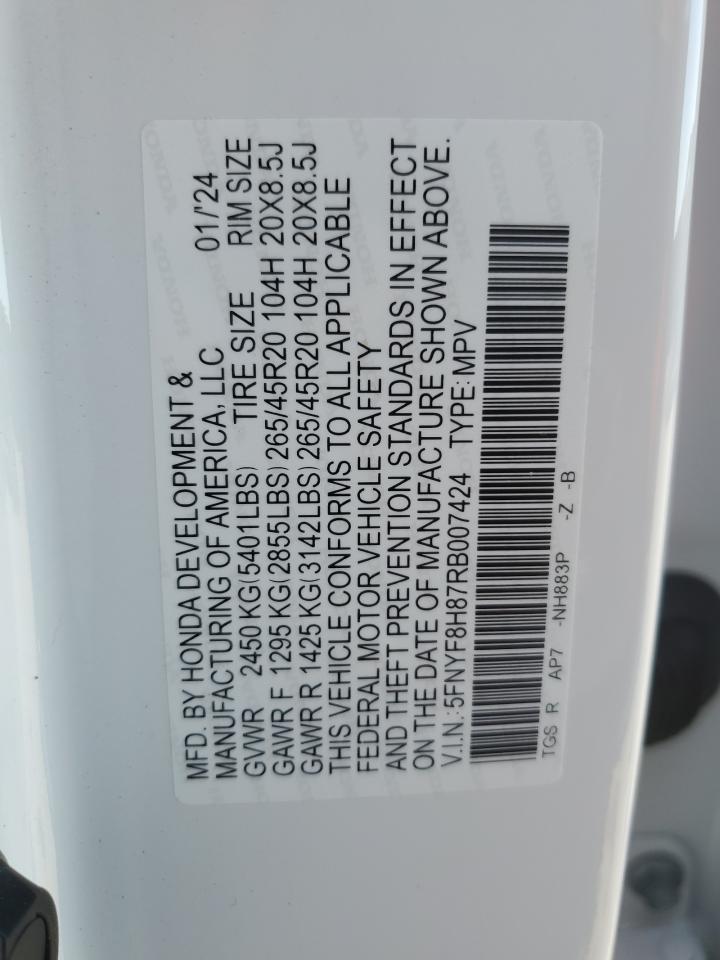 MFD. BY HONDA DEVELOPMENT &
MANUFACTURING OF AMERICA, LLC 01/'24
GVWR 2450 KG(5401LBS) TIRE SIZE RIM SIZE
GAWR F 1295 KG(2855LBS) 265/45R20 104H 20X8.5J
GAWR R 1425 KG(3142LBS) 265/45R20 104H 20X8.5J
THIS VEHICLE CONFORMS TO ALL APPLICABLE
FEDERAL MOTOR VEHICLE SAFETY
AND THEFT PREVENTION STANDARDS IN EFFECT
ON THE DATE OF MANUFACTURE SHOWN ABOVE.
V.I.N.:5FNYF8H87RB007424 TYPE:MPV
TGS R AP7 -NH883P -Z -B